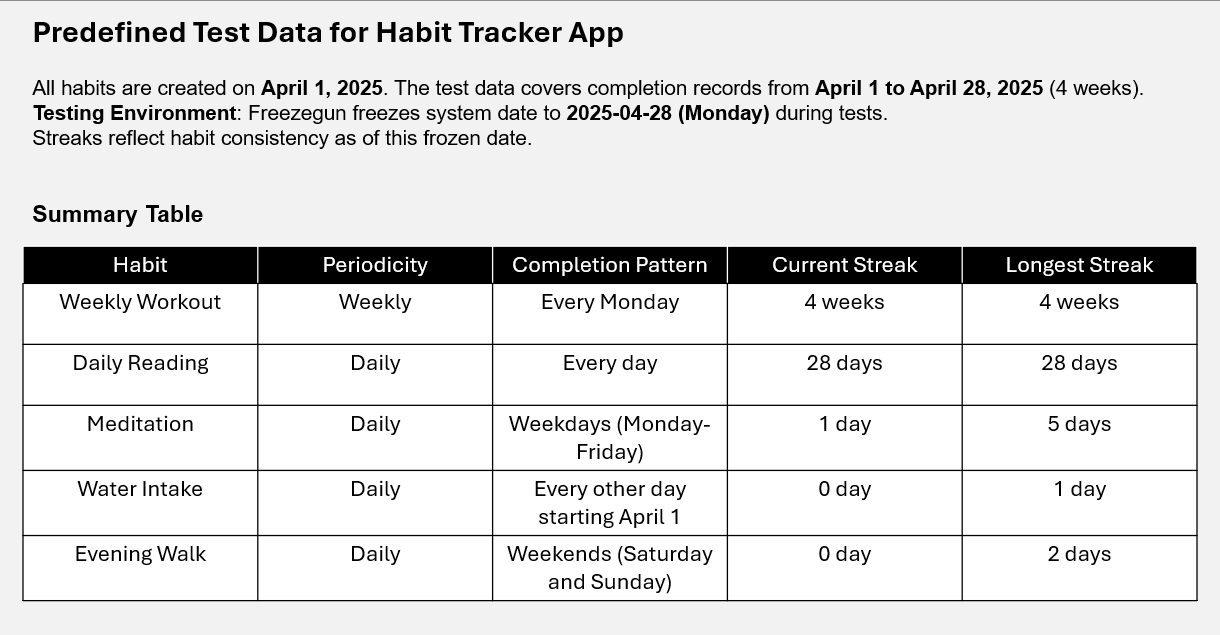 Predefined Test Data for Habit Tracker App
All habits are created on April 1, 2025. The test data covers completion records from April 1 to April 28, 2025 (4 weeks).
Testing Environment: Freezegun freezes system date to 2025-04-28 (Monday) during tests.
Streaks reflect habit consistency as of this frozen date.
Summary Table
Habit Periodicity Completion Pattern Current Streak Longest Streak
Weekly Workout Weekly Every Monday 4 weeks 4 weeks
Daily Reading Daily Every day 28 days 28 days
Meditation Daily Weekdays (Monday- 1 day 5 days
Friday)
Water Intake Daily Every other day 0 day 1 day
starting April 1
Evening Walk Daily Weekends (Saturday 0 day 2 days
and Sunday)